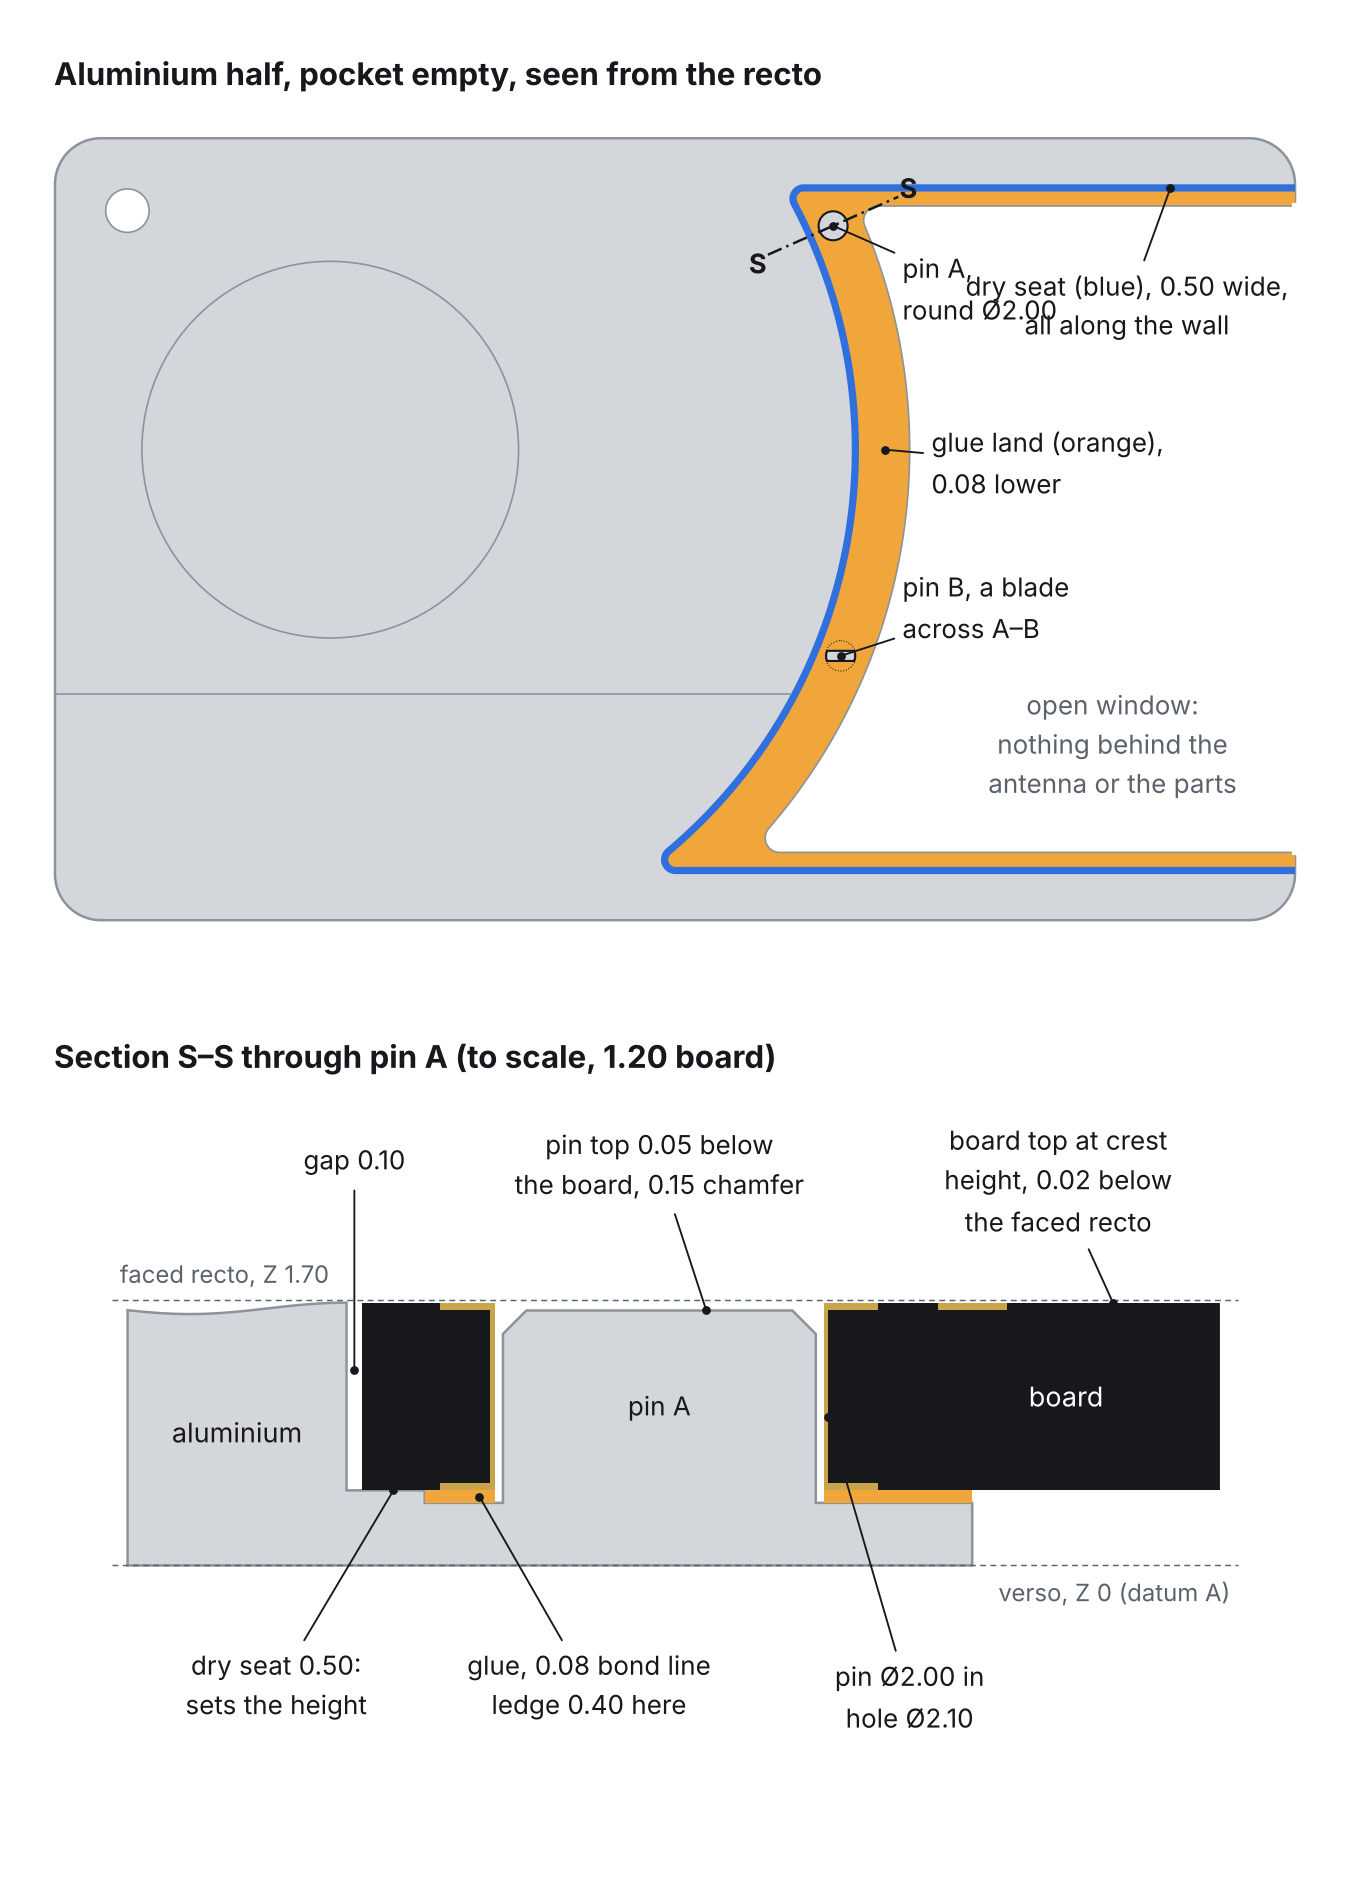 Aluminium half, pocket empty, seen from the recto
S
S
pin A,
round Ø2.00
dry seat (blue), 0.50 wide,
all along the wall
glue land (orange),
0.08 lower
pin B, a blade
across A–B
open window:
nothing behind the
antenna or the parts
Section S–S through pin A (to scale, 1.20 board)
gap 0.10
pin top 0.05 below
the board, 0.15 chamfer
board top at crest
height, 0.02 below
the faced recto
faced recto, Z 1.70
aluminium
pin A
board
verso, Z 0 (datum A)
dry seat 0.50:
sets the height
glue, 0.08 bond line
ledge 0.40 here
pin Ø2.00 in
hole Ø2.10